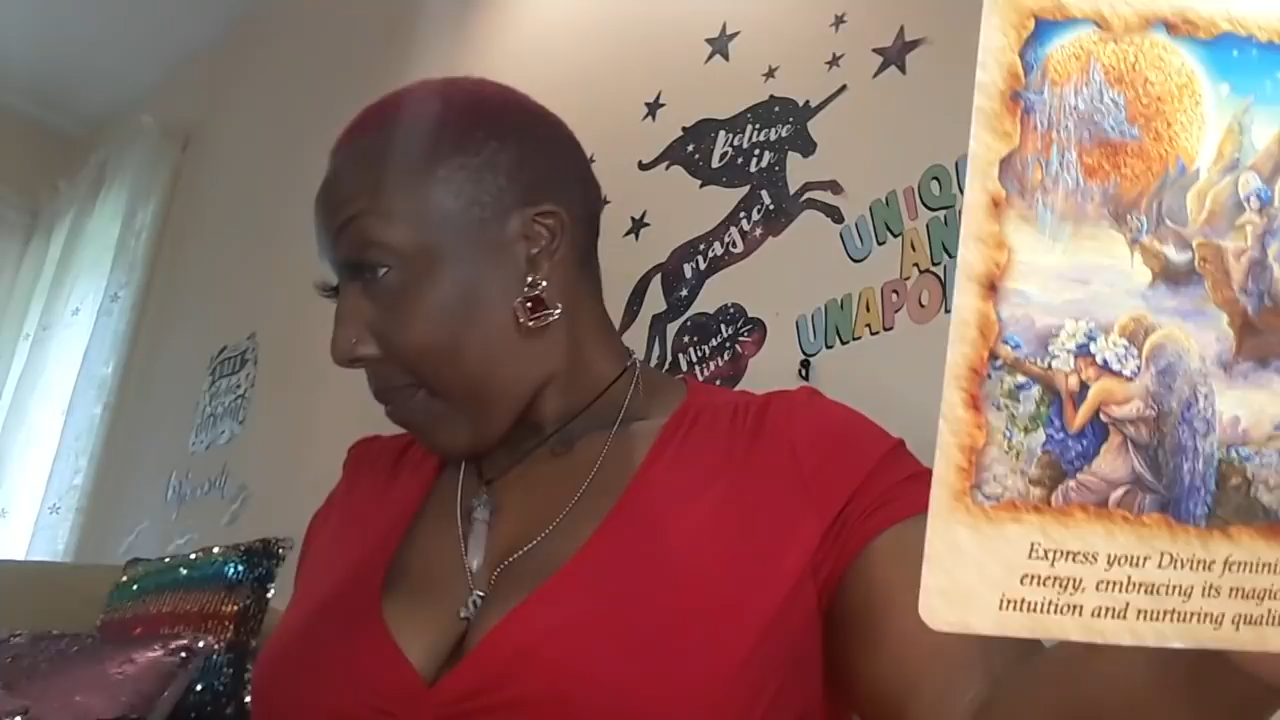 Believe
in
magic!
Miracle
time!
UNIQU
AN
UNAPO
Express your Divine femini
energy, embracing its magic
intuition and nurturing quali